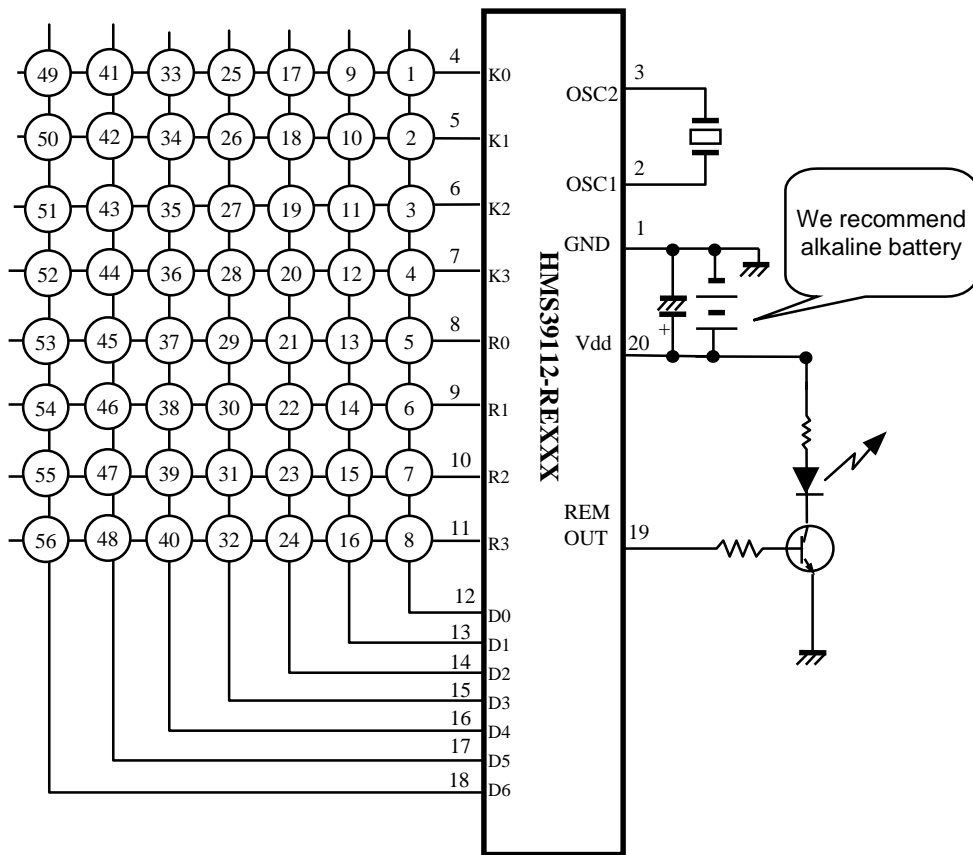 49 41 33 25 17 9 1 4 K0
50 42 34 26 18 10 2 5 K1
51 43 35 27 19 11 3 6 K2
52 44 36 28 20 12 4 7 K3
53 45 37 29 21 13 5 8 R0
54 46 38 30 22 14 6 9 R1
55 47 39 31 23 15 7 10 R2
56 48 40 32 24 16 8 11 R3
12 D0
13 D1
14 D2
15 D3
16 D4
17 D5
18 D6
HMS39112-REXXX
OSC2 3
OSC1 2
GND 1
Vdd 20
+
REM
OUT 19
We recommend
alkaline battery